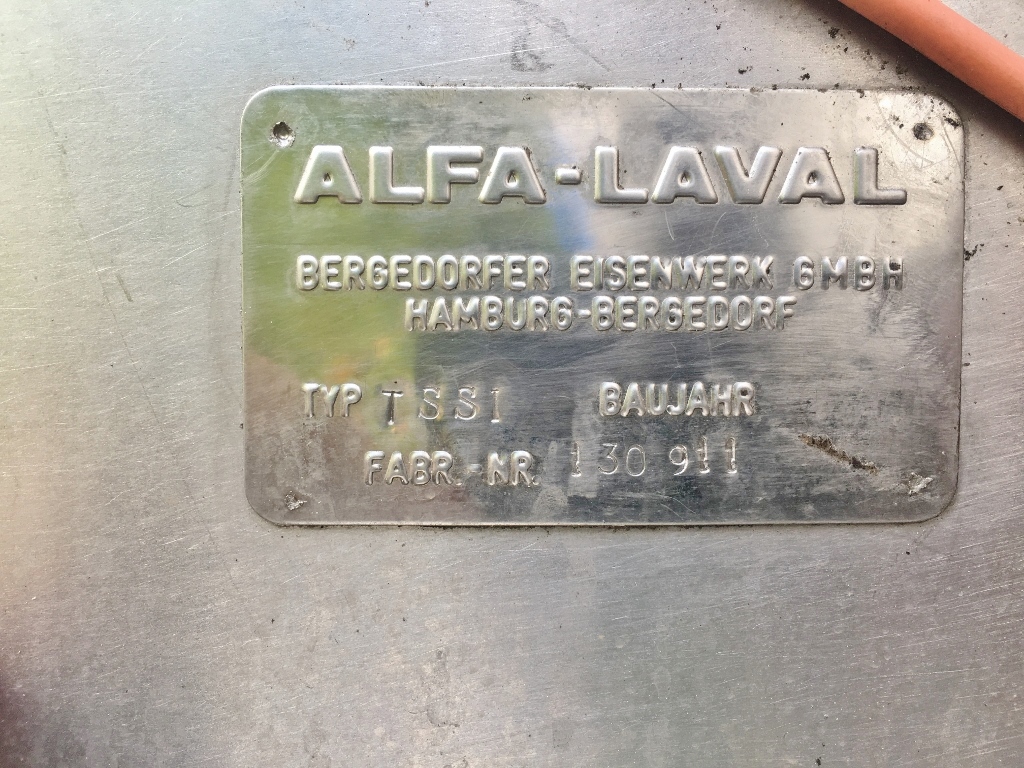 ALFA-LAVAL
BERGEDORFER EISENWERK GMBH
HAMBURG-BERGEDORF
TYP TSSI BAUJAHR
FABR.-NR. 130 911